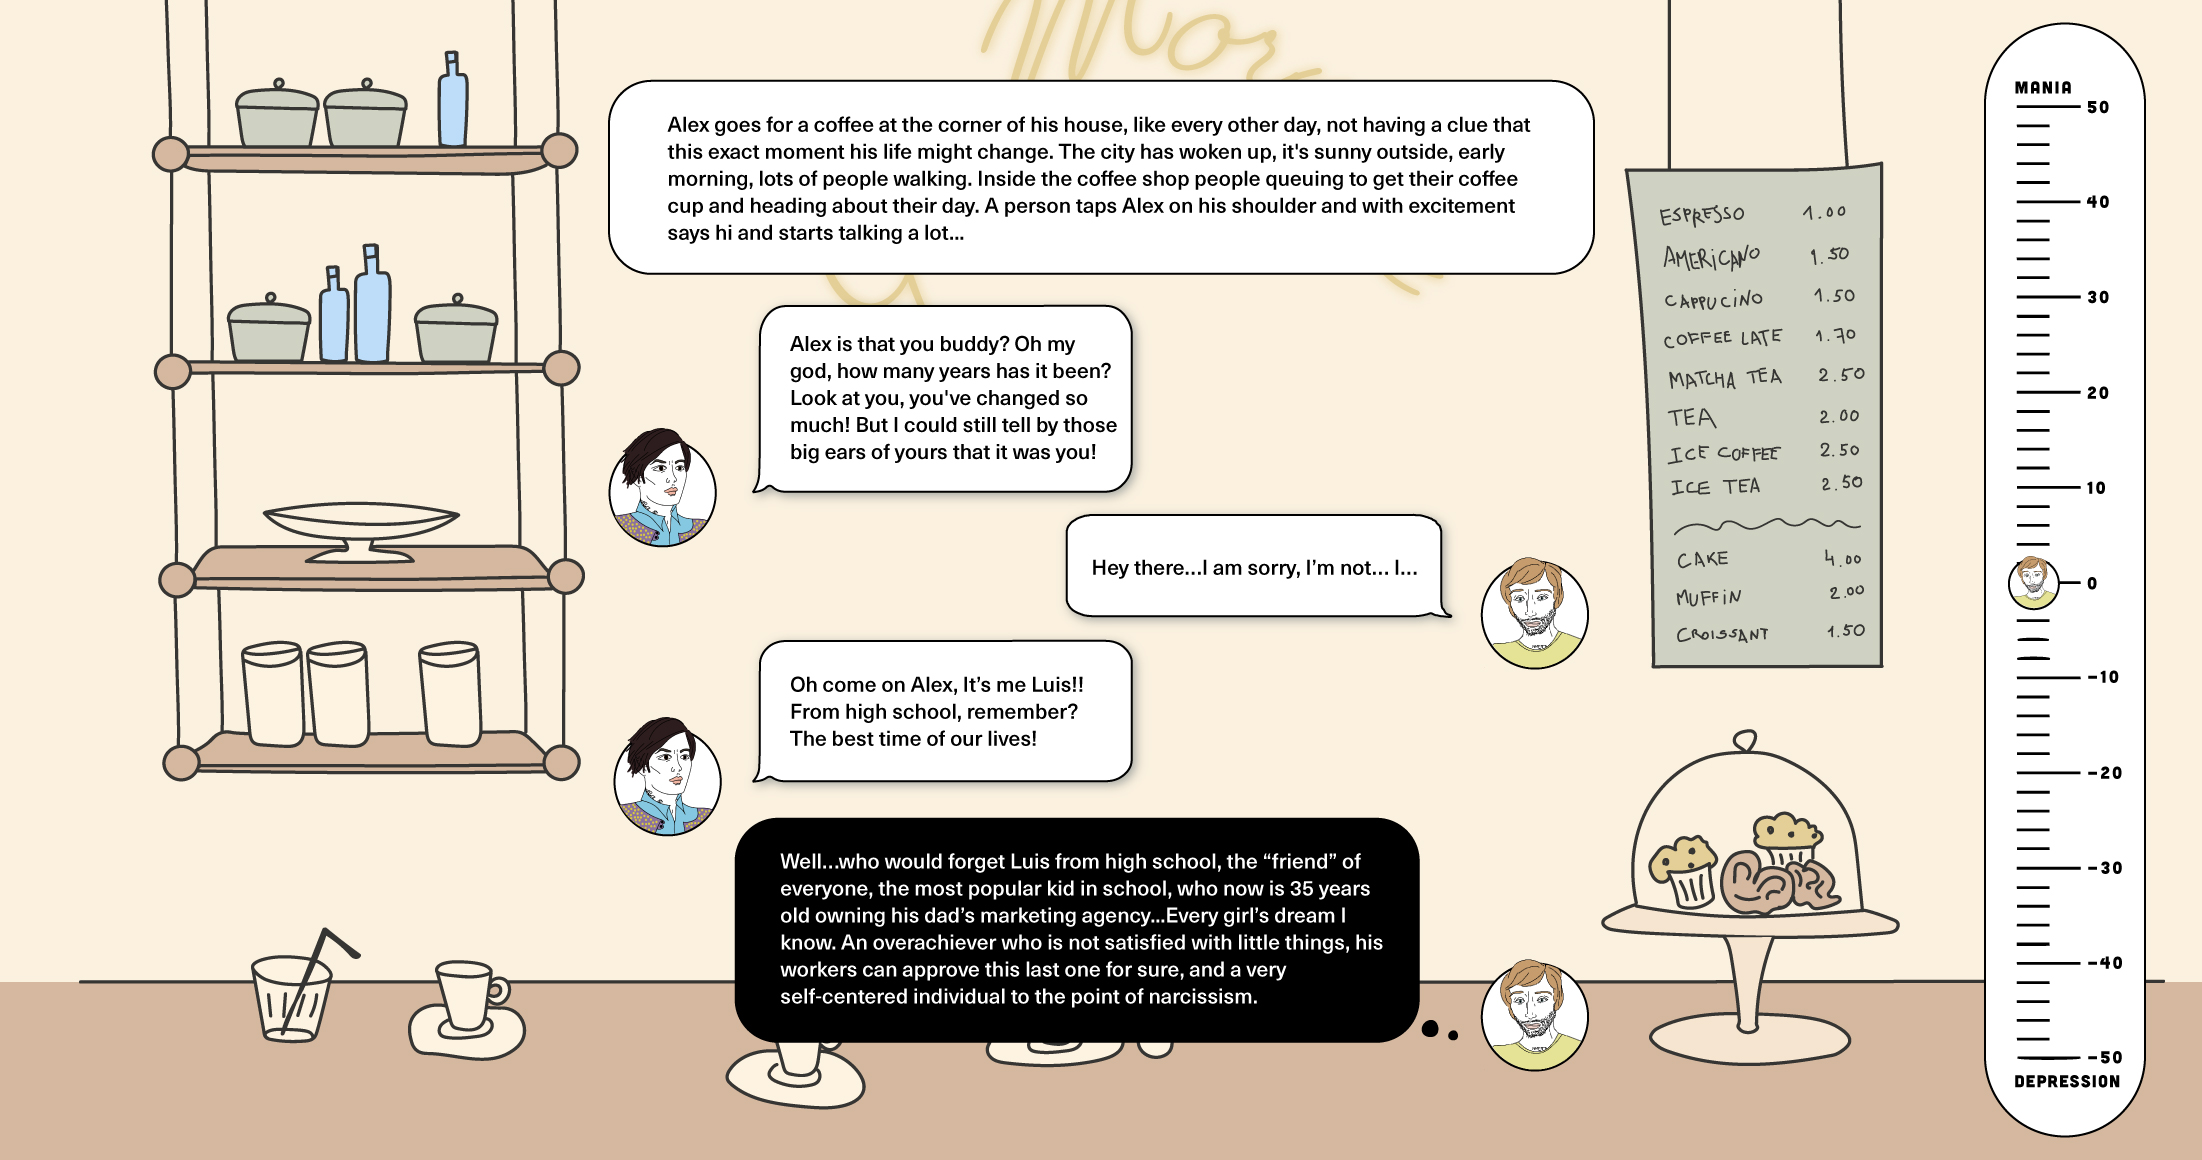 Mor
Alex goes for a coffee at the corner of his house, like every other day, not having a clue that
this exact moment his life might change. The city has woken up, it's sunny outside, early
morning, lots of people walking. Inside the coffee shop people queuing to get their coffee
cup and heading about their day. A person taps Alex on his shoulder and with excitement
says hi and starts talking a lot...
Alex is that you buddy? Oh my
god, how many years has it been?
Look at you, you've changed so
much! But I could still tell by those
big ears of yours that it was you!
Hey there...I am sorry, I’m not... I...
Oh come on Alex, It’s me Luis!!
From high school, remember?
The best time of our lives!
Well...who would forget Luis from high school, the “friend” of
everyone, the most popular kid in school, who now is 35 years
old owning his dad’s marketing agency...Every girl’s dream I
know. An overachiever who is not satisfied with little things, his
workers can approve this last one for sure, and a very
self-centered individual to the point of narcissism.
ESPRESSO 1.00
AMERiCANO 1.50
CAPPUCiNO 1.50
COFFEE LATE 1.70
MATCHA TEA 2.50
TEA 2.00
ICE COFFEE 2.50
ICE TEA 2.50
CAKE 4.00
MUFFiN 2.00
CROISSANT 1.50
MANIA
50
40
30
20
10
0
-10
-20
-30
-40
-50
DEPRESSION